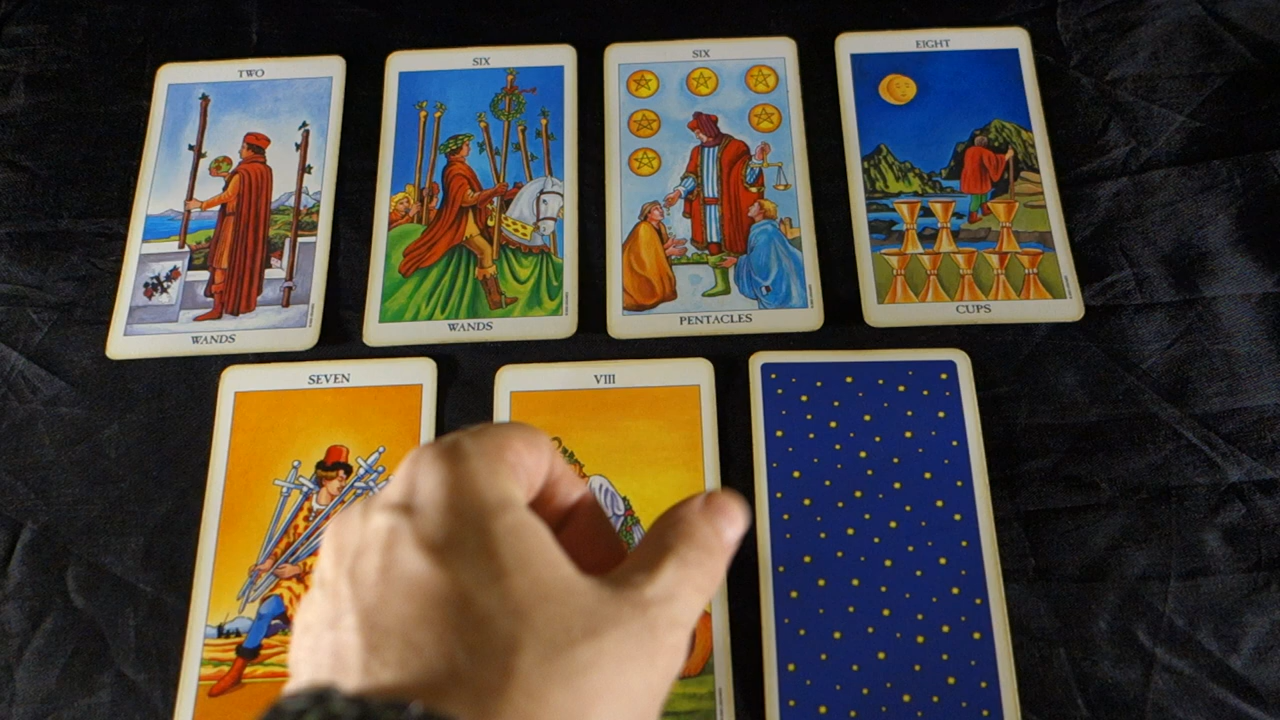 TWO
SIX
SIX
EIGHT
WANDS
WANDS
PENTACLES
CUPS
SEVEN
VIII